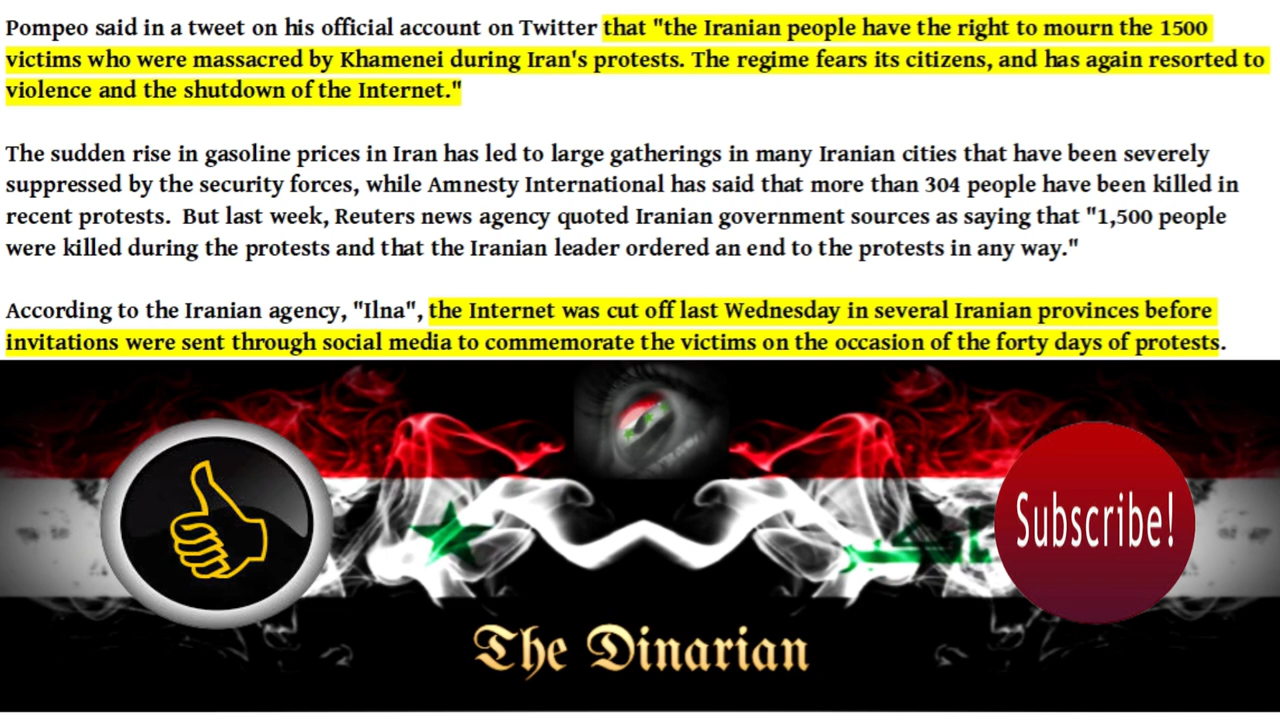 Pompeo said in a tweet on his official account on Twitter that "the Iranian people have the right to mourn the 1500
victims who were massacred by Khamenei during Iran's protests. The regime fears its citizens, and has again resorted to
violence and the shutdown of the Internet."
The sudden rise in gasoline prices in Iran has led to large gatherings in many Iranian cities that have been severely
suppressed by the security forces, while Amnesty International has said that more than 304 people have been killed in
recent protests.  But last week, Reuters news agency quoted Iranian government sources as saying that "1,500 people
were killed during the protests and that the Iranian leader ordered an end to the protests in any way."
According to the Iranian agency, "Ilna", the Internet was cut off last Wednesday in several Iranian provinces before
invitations were sent through social media to commemorate the victims on the occasion of the forty days of protests.
Subscribe!
The Dinarian